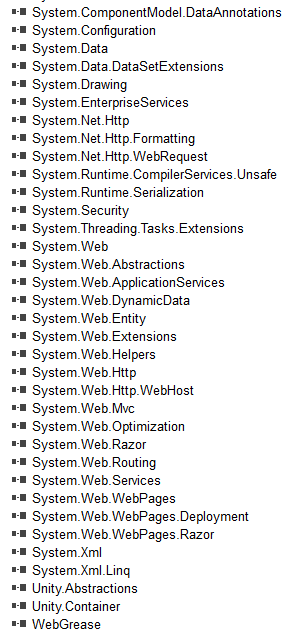 System.ComponentModel.DataAnnotations
System.Configuration
System.Data
System.Data.DataSetExtensions
System.Drawing
System.EnterpriseServices
System.Net.Http
System.Net.Http.Formatting
System.Net.Http.WebRequest
System.Runtime.CompilerServices.Unsafe
System.Runtime.Serialization
System.Security
System.Threading.Tasks.Extensions
System.Web
System.Web.Abstractions
System.Web.ApplicationServices
System.Web.DynamicData
System.Web.Entity
System.Web.Extensions
System.Web.Helpers
System.Web.Http
System.Web.Http.WebHost
System.Web.Mvc
System.Web.Optimization
System.Web.Razor
System.Web.Routing
System.Web.Services
System.Web.WebPages
System.Web.WebPages.Deployment
System.Web.WebPages.Razor
System.Xml
System.Xml.Linq
Unity.Abstractions
Unity.Container
WebGrease